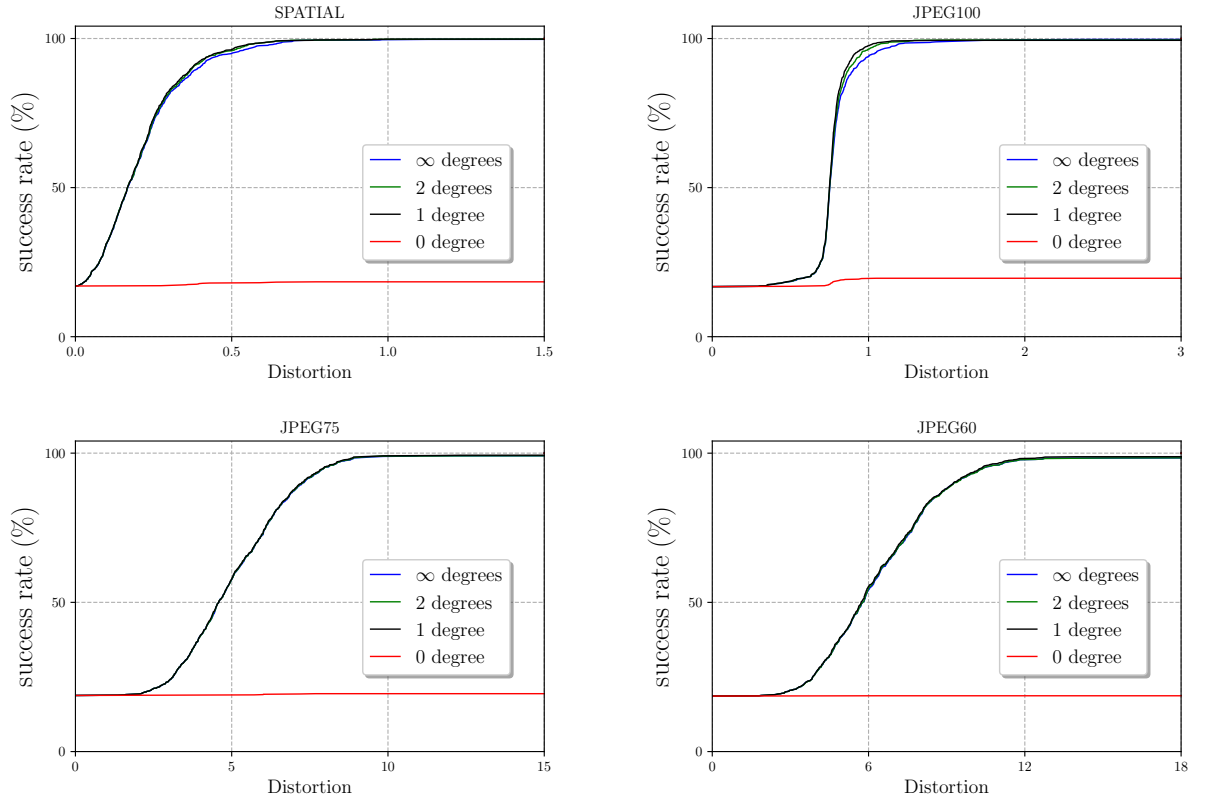 SPATIAL
success rate (%)
100
50
0
∞ degrees
2 degrees
1 degree
0 degree
0.0 0.5 1.0 1.5
Distortion
JPEG100
success rate (%)
100
50
0
∞ degrees
2 degrees
1 degree
0 degree
0 1 2 3
Distortion
JPEG75
success rate (%)
100
50
0
∞ degrees
2 degrees
1 degree
0 degree
0 5 10 15
Distortion
JPEG60
success rate (%)
100
50
0
∞ degrees
2 degrees
1 degree
0 degree
0 6 12 18
Distortion